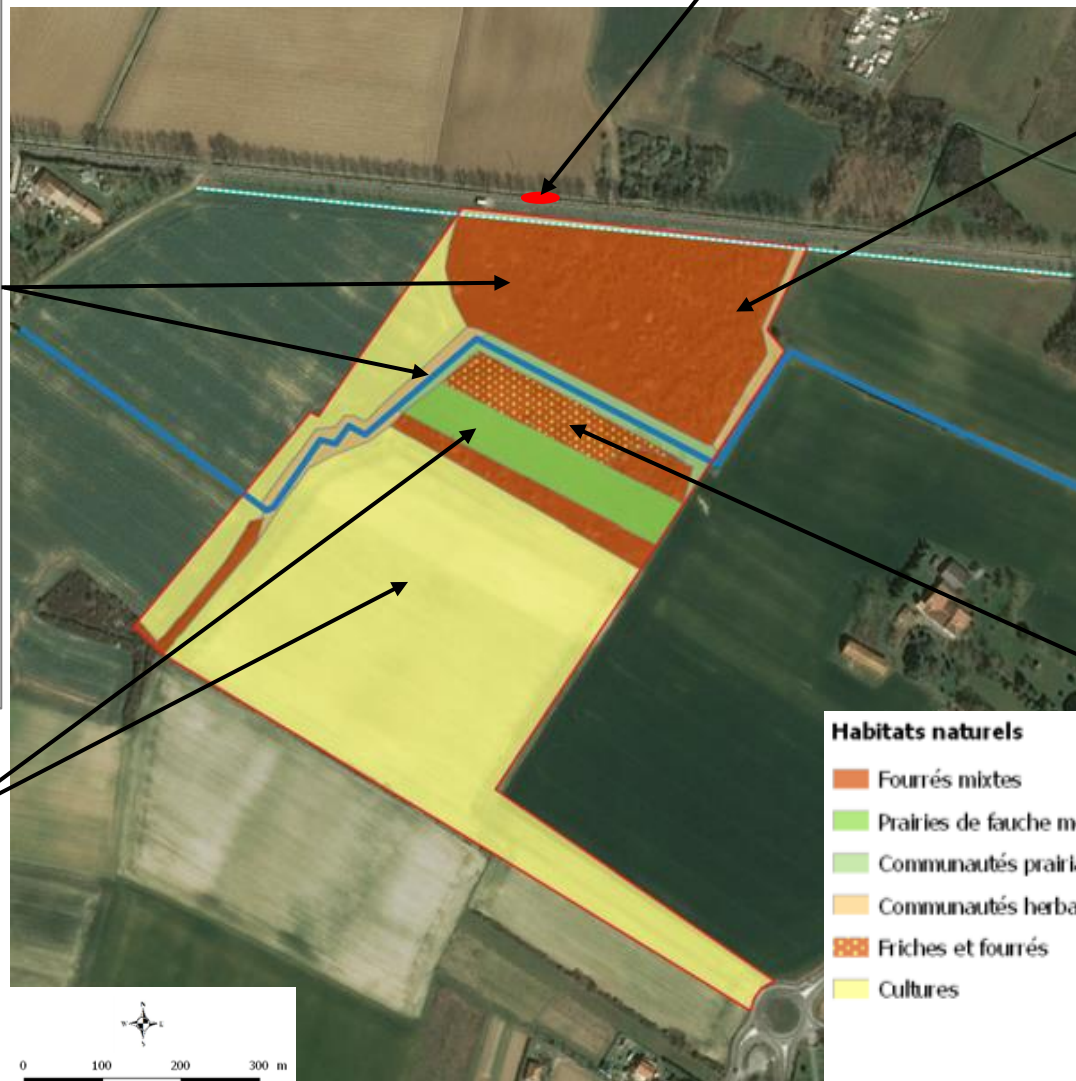 Habitats naturels
Fourrés mixtes
Prairies de fauche m
Communautés prairia
Communautés herba
Friches et fourrés
Cultures
N
W E
S
0 100 200 300 m